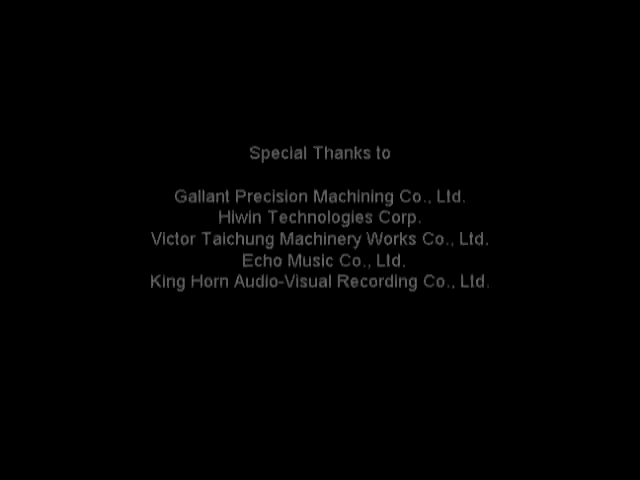 Special Thanks to
Gallant Precision Machining Co., Ltd.
Hiwin Technologies Corp.
Victor Taichung Machinery Works Co., Ltd.
Echo Music Co., Ltd.
King Horn Audio-Visual Recording Co., Ltd.